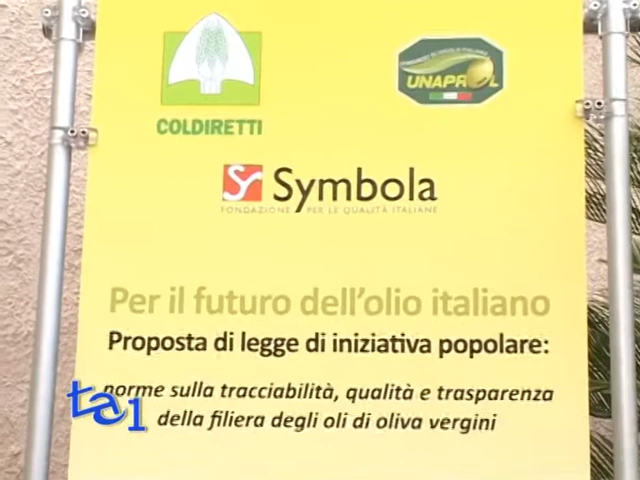 COLDIRETTI
UNAPROL
Symbola
FONDAZIONE PER LE QUALITÀ ITALIANE
Per il futuro dell'olio italiano
Proposta di legge di iniziativa popolare:
norme sulla tracciabilità, qualità e trasparenza
della filiera degli oli di oliva vergini